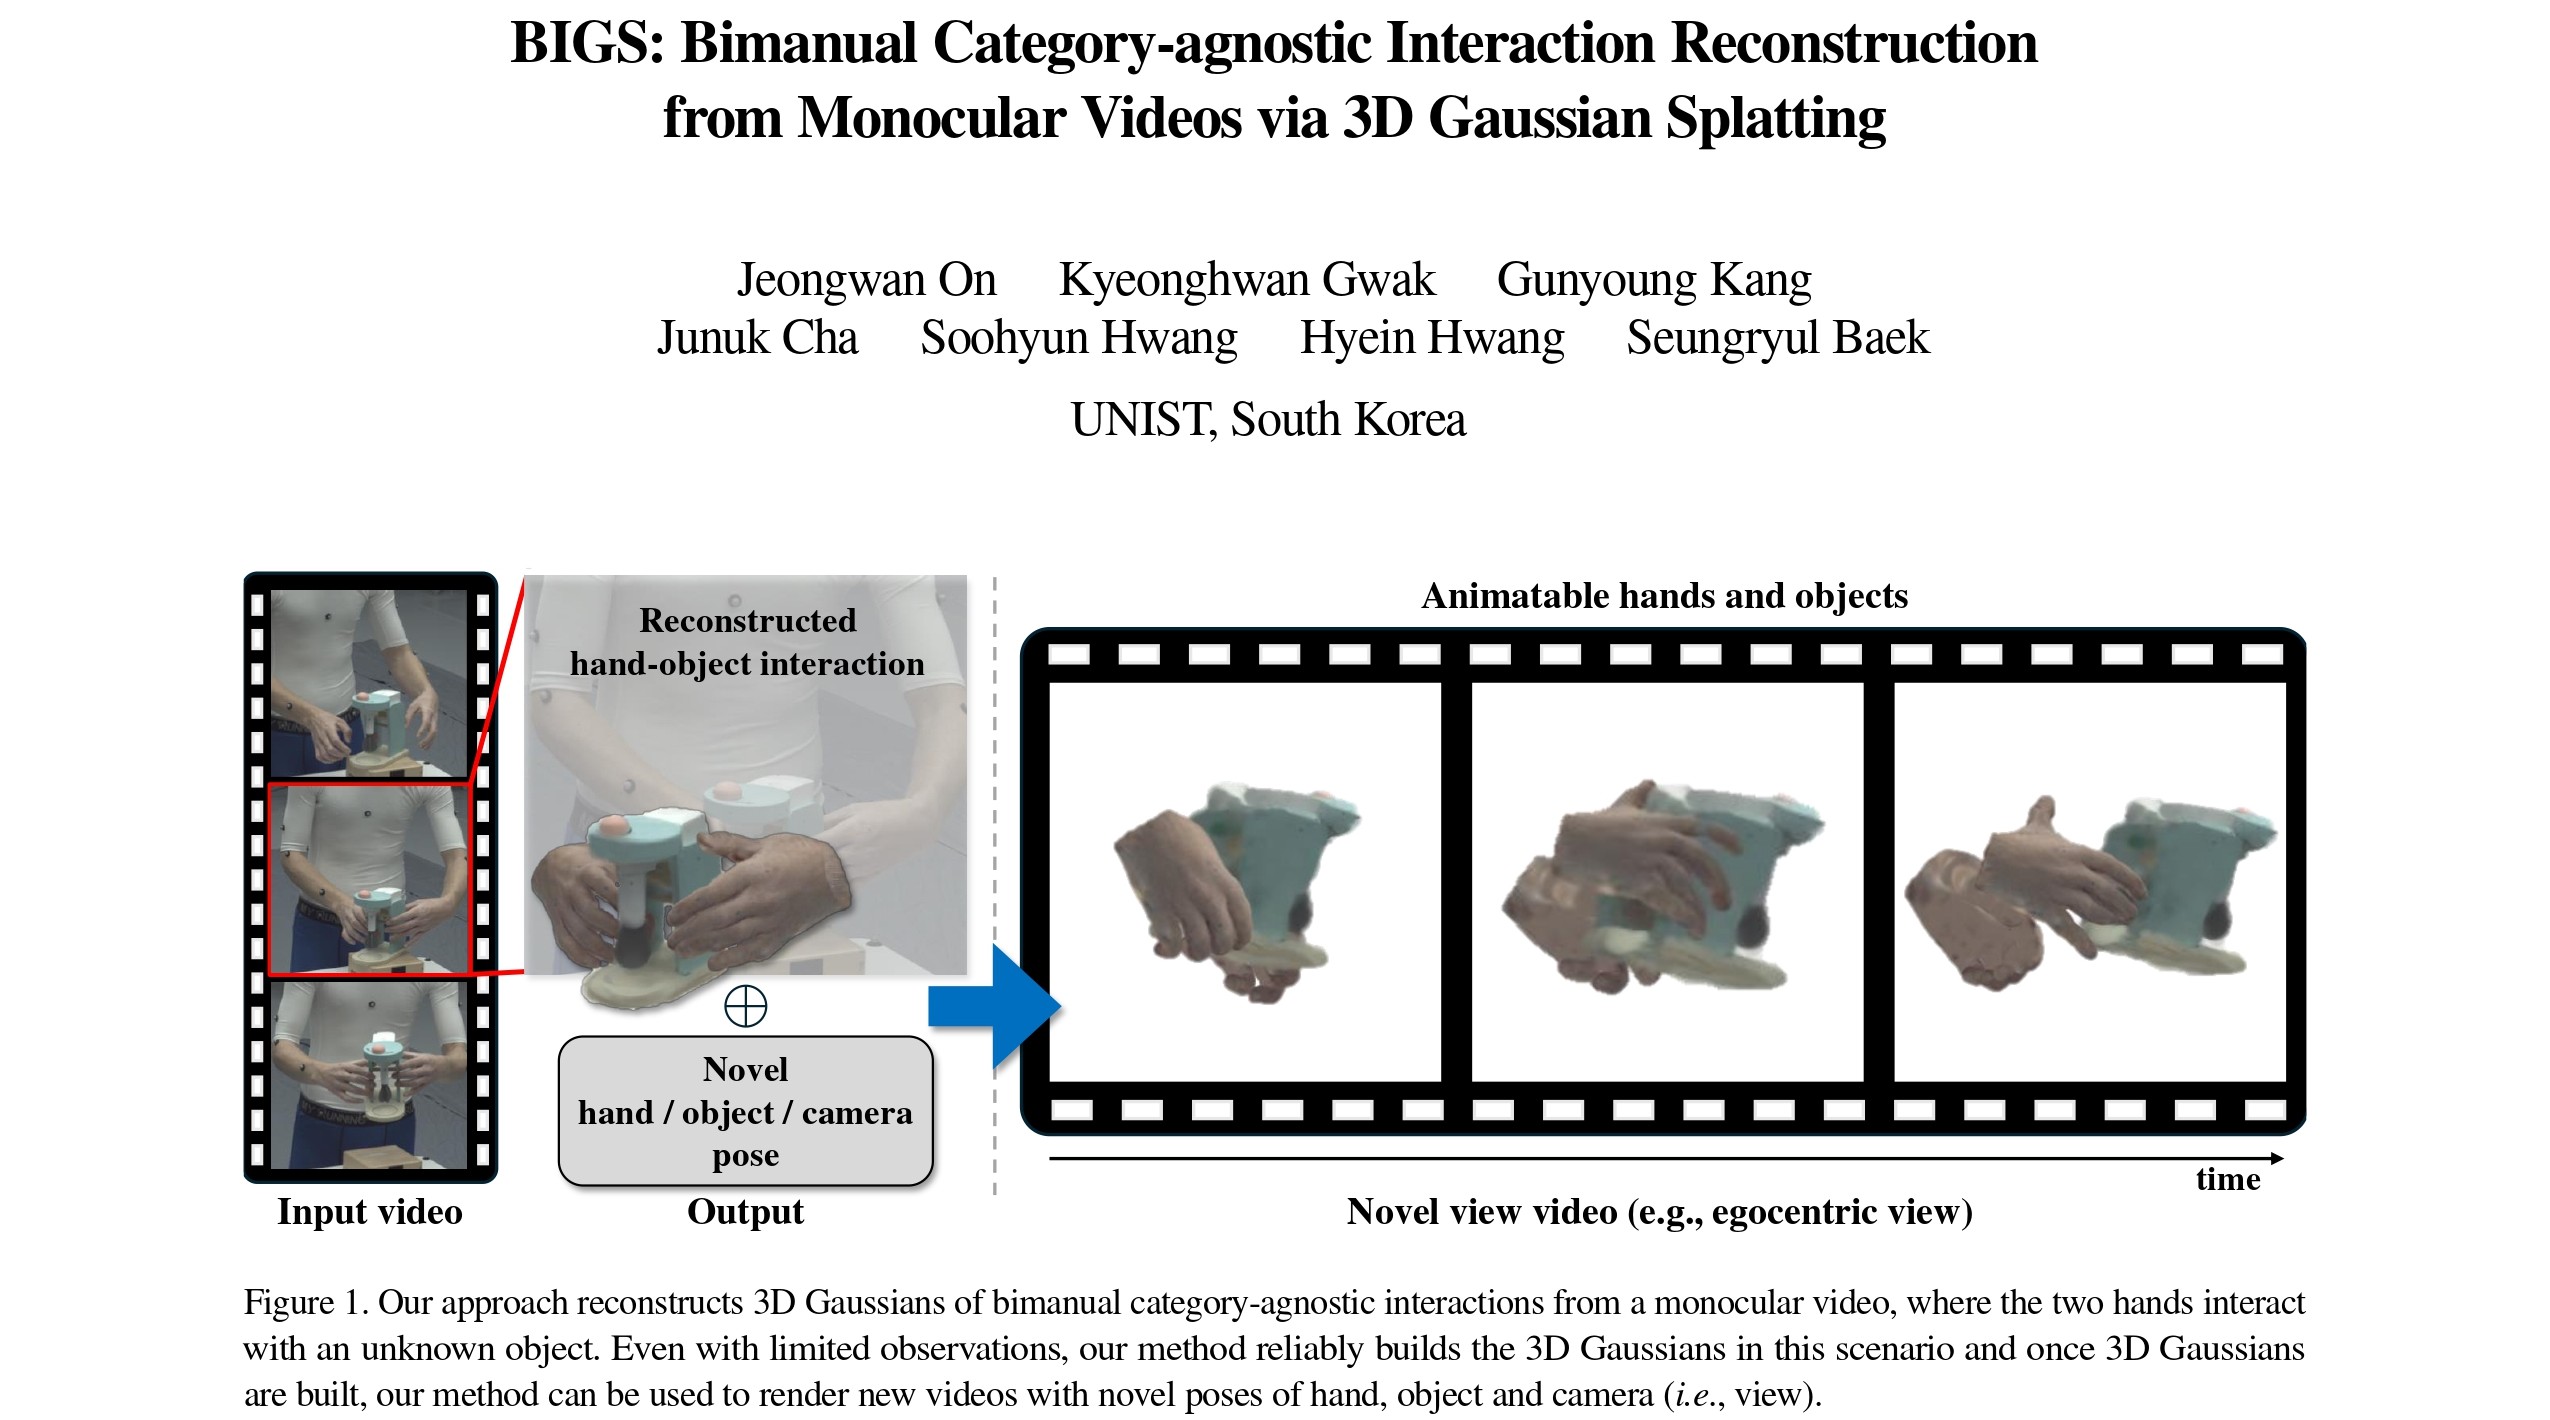 BIGS: Bimanual Category-agnostic Interaction Reconstruction
from Monocular Videos via 3D Gaussian Splatting
Jeongwan On Kyeonghwan Gwak Gunyoung Kang
Junuk Cha Soohyun Hwang Hyein Hwang Seungryul Baek
UNIST, South Korea
Reconstructed
hand-object interaction
Novel
hand / object / camera
pose
Input video
Output
Animatable hands and objects
time
Novel view video (e.g., egocentric view)
Figure 1. Our approach reconstructs 3D Gaussians of bimanual category-agnostic interactions from a monocular video, where the two hands interact
with an unknown object. Even with limited observations, our method reliably builds the 3D Gaussians in this scenario and once 3D Gaussians
are built, our method can be used to render new videos with novel poses of hand, object and camera (i.e., view).